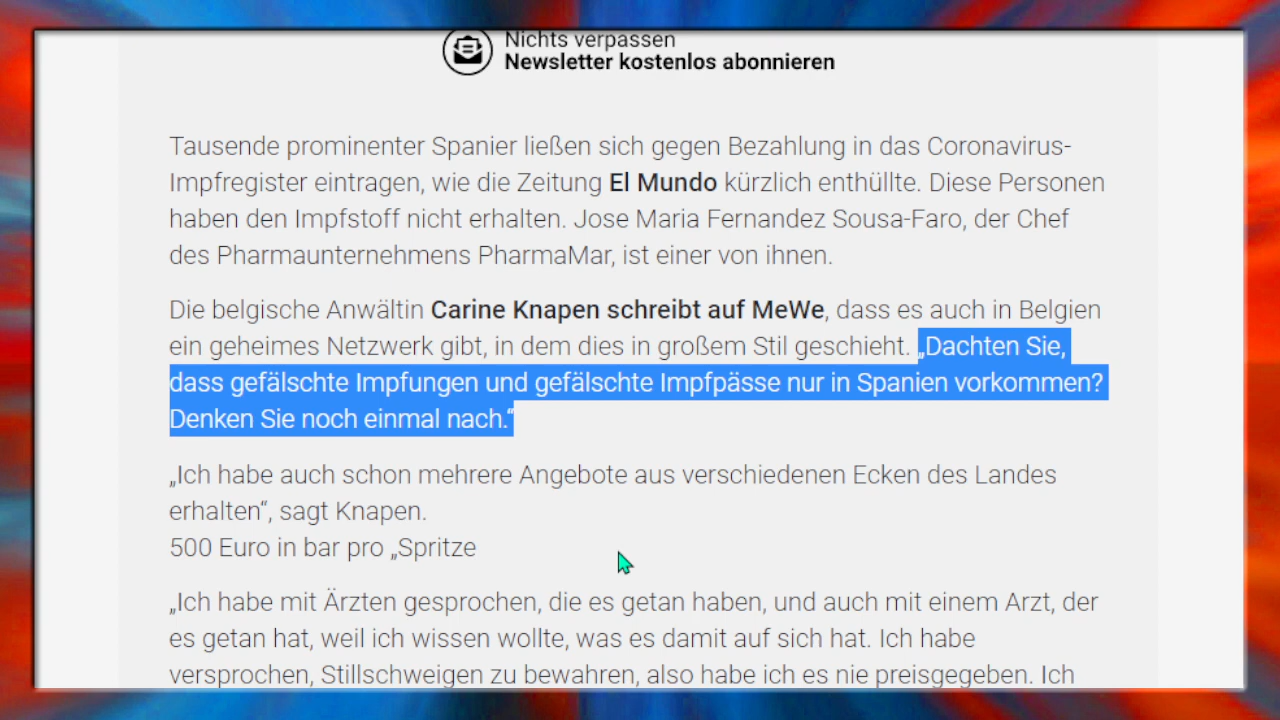 Nichts verpassen
Newsletter kostenlos abonnieren
Tausende prominenter Spanier ließen sich gegen Bezahlung in das Coronavirus-
Impfregister eintragen, wie die Zeitung El Mundo kürzlich enthüllte. Diese Personen
haben den Impfstoff nicht erhalten. Jose Maria Fernandez Sousa-Faro, der Chef
des Pharmaunternehmens PharmaMar, ist einer von ihnen.
Die belgische Anwältin Carine Knapen schreibt auf MeWe, dass es auch in Belgien
ein geheimes Netzwerk gibt, in dem dies in großem Stil geschieht. „Dachten Sie,
dass gefälschte Impfungen und gefälschte Impfpässe nur in Spanien vorkommen?
Denken Sie noch einmal nach.“
„Ich habe auch schon mehrere Angebote aus verschiedenen Ecken des Landes
erhalten“, sagt Knapen.
500 Euro in bar pro „Spritze
„Ich habe mit Ärzten gesprochen, die es getan haben, und auch mit einem Arzt, der
es getan hat, weil ich wissen wollte, was es damit auf sich hat. Ich habe
versprochen, Stillschweigen zu bewahren, also habe ich es nie preisgegeben. Ich